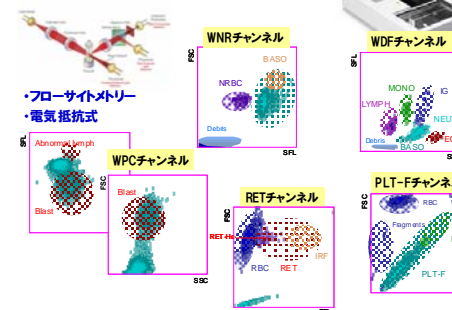 WNRチャンネル
FSC
BASO
NRBC
Debris
SFL
WDFチャンネル
SFL
MONO
IG
LYMPH
NEU
Debris
BASO
EO
・フローサイトメトリー
・電気抵抗式
SFL
Abnormal lymph
Blast
WPCチャンネル
FSC
Blast
SSC
RETチャンネル
FSC
RET-He
IRF
RBC
RET
PLT-Fチャンネ
FSC
RBC
Fragments
PLT-F